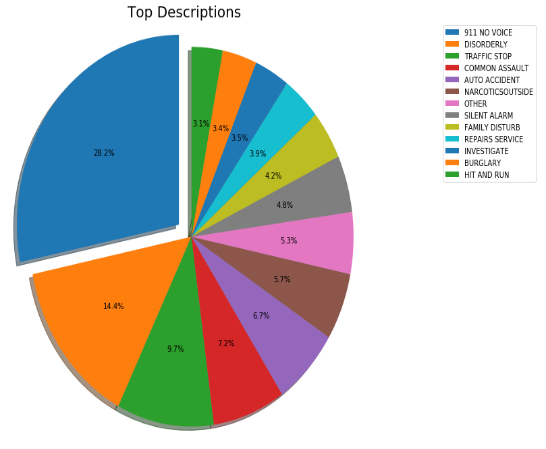 Top Descriptions
911 NO VOICE
DISORDERLY
TRAFFIC STOP
COMMON ASSAULT
AUTO ACCIDENT
NARCOTICSOUTSIDE
OTHER
SILENT ALARM
FAMILY DISTURB
REPAIRS SERVICE
INVESTIGATE
BURGLARY
HIT AND RUN
28.2%
14.4%
9.7%
7.2%
6.7%
5.7%
5.3%
4.8%
4.2%
3.9%
3.5%
3.4%
3.1%